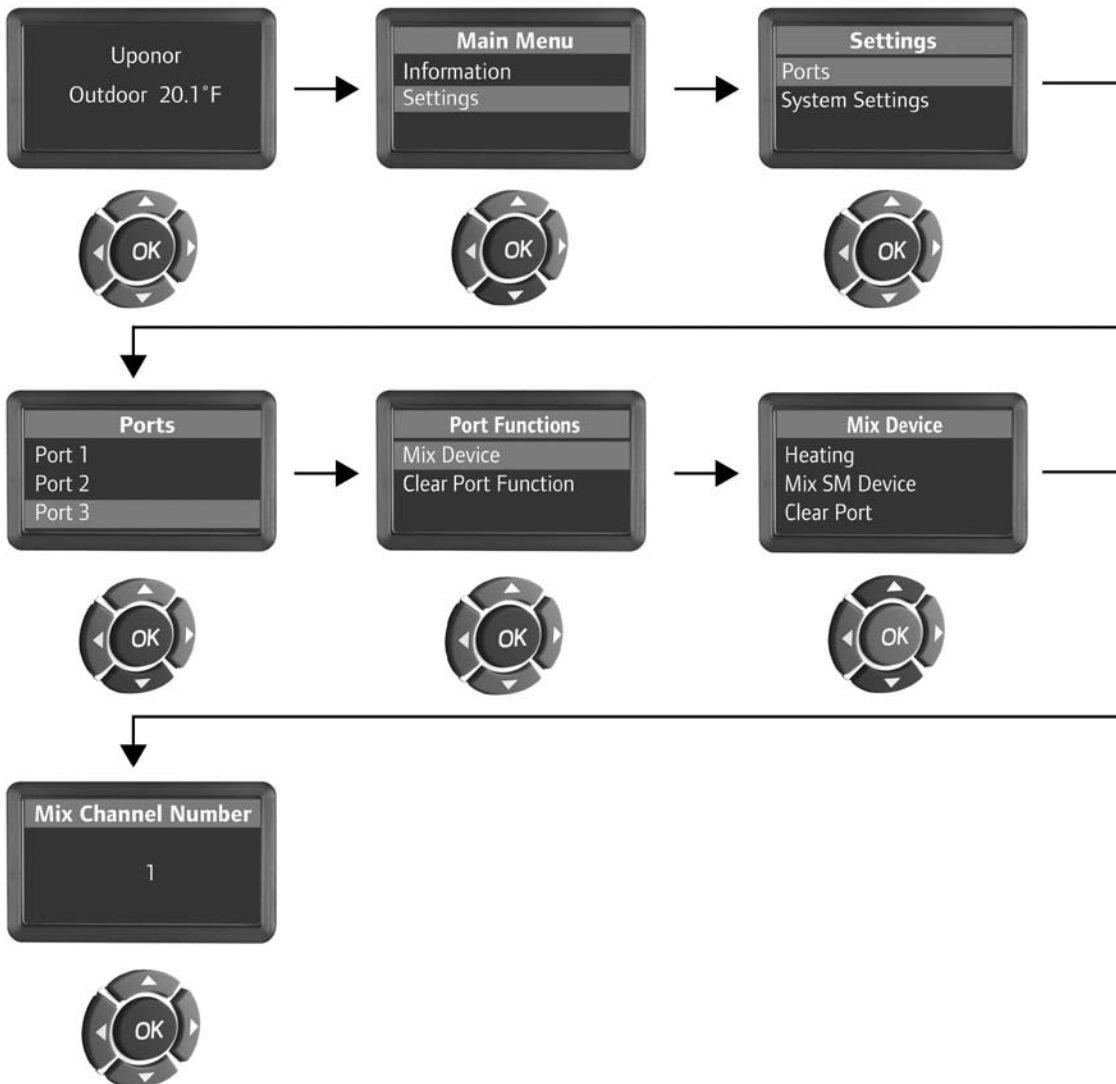 Uponor
Outdoor 20.1°F
Main Menu
Information
Settings
Settings
Ports
System Settings
OK
OK
OK
Ports
Port 1
Port 2
Port 3
Port Functions
Mix Device
Clear Port Function
Mix Device
Heating
Mix SM Device
Clear Port
OK
OK
OK
Mix Channel Number
1
OK